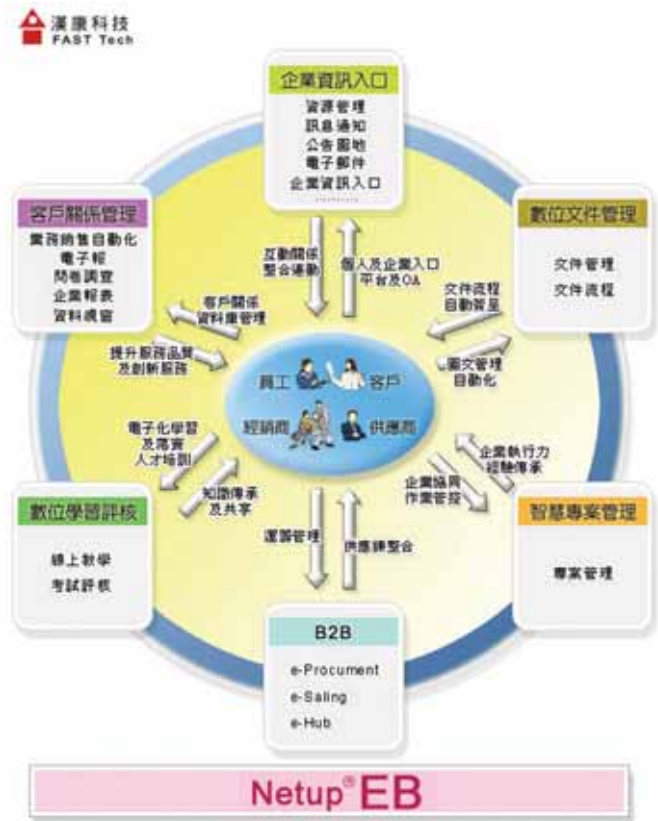 漢康科技
FAST Tech
企業資訊入口
資源管理
訊息通知
公告園地
電子郵件
企業資訊入口
客戶關係管理
業務銷售自動化
電子報
問卷調查
企業報表
資料視窗
數位文件管理
文件管理
文件流程
互動關係
整合連動
個人及企業入口
平台及OA
客戶關係
資料庫管理
文件流程
自動簽呈
提升服務品質
及創新服務
圖文管理
自動化
員工
客戶
經銷商
供應商
電子化學習
及落實
人才培訓
知識傳承
及共享
企業執行力
經驗傳承
企業協同
作業管控
運籌管理
供應鍊整合
數位學習評核
線上教學
考試評核
智慧專案管理
專案管理
B2B
e-Procument
e-Saling
e-Hub
Netup® EB